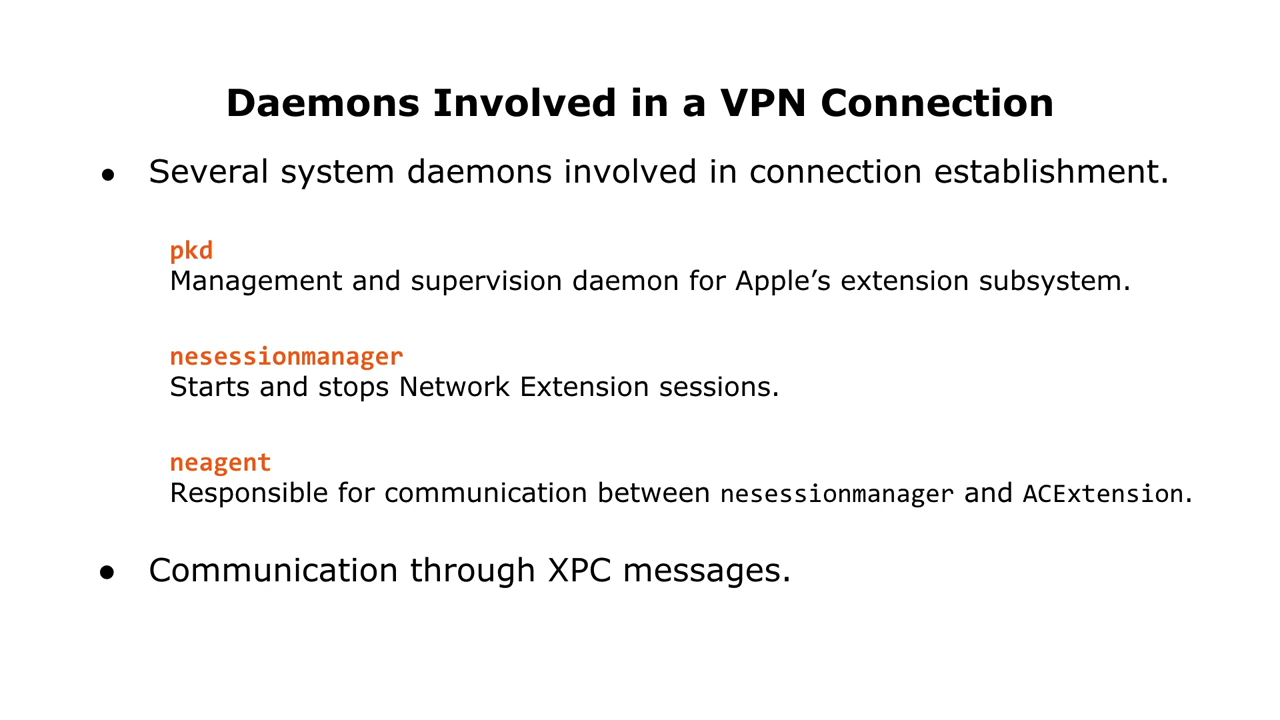 Daemons Involved in a VPN Connection
● Several system daemons involved in connection establishment.
pkd
Management and supervision daemon for Apple’s extension subsystem.
nesessionmanager
Starts and stops Network Extension sessions.
neagent
Responsible for communication between nesessionmanager and ACExtension.
● Communication through XPC messages.